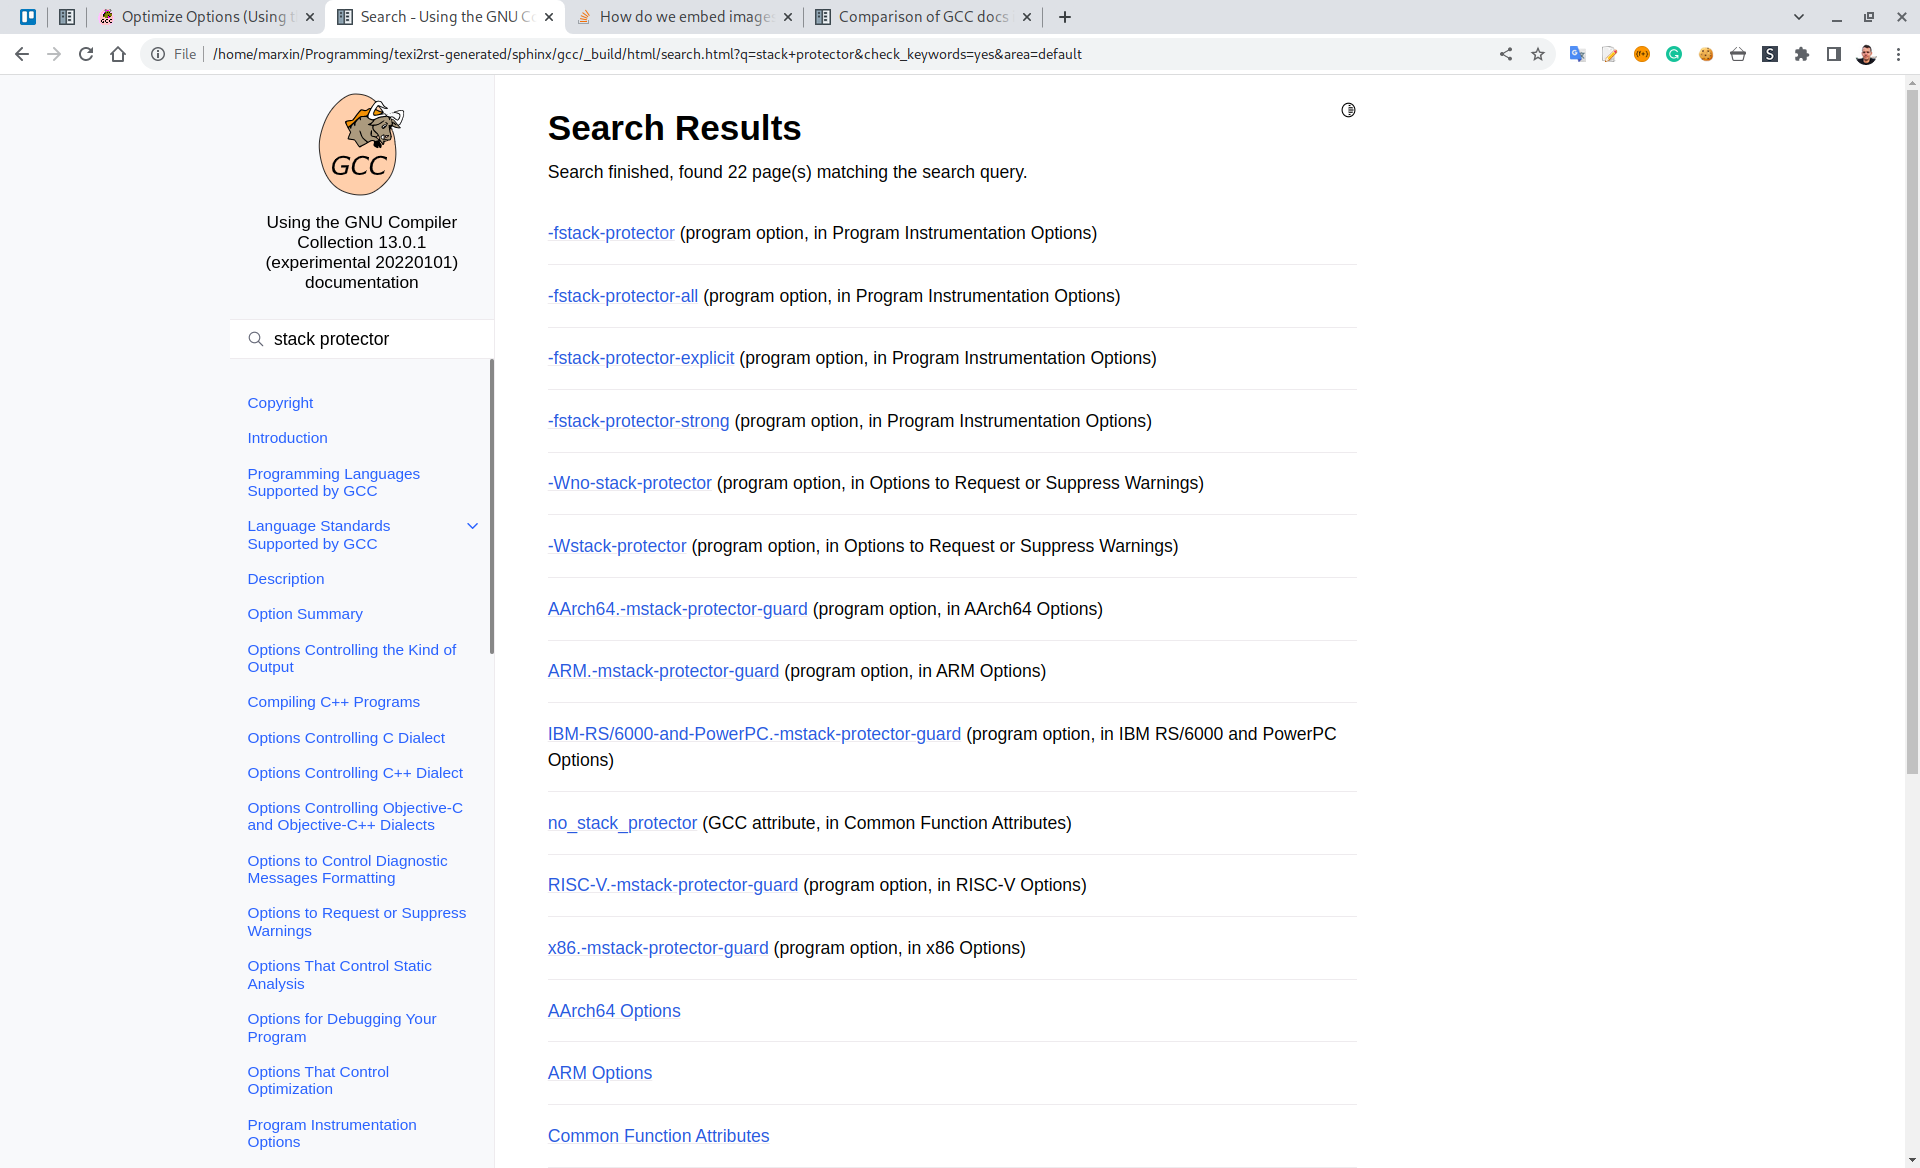 Optimize Options (Using t
Search - Using the GNU C
How do we embed image
Comparison of GCC docs
File
/home/marxin/Programming/texi2rst-generated/sphinx/gcc/_build/html/search.html?q=stack+protector&check_keywords=yes&area=default
GCC
Using the GNU Compiler
Collection 13.0.1
(experimental 20220101)
documentation
stack protector
Copyright
Introduction
Programming Languages
Supported by GCC
Language Standards
Supported by GCC
Description
Option Summary
Options Controlling the Kind of
Output
Compiling C++ Programs
Options Controlling C Dialect
Options Controlling C++ Dialect
Options Controlling Objective-C
and Objective-C++ Dialects
Options to Control Diagnostic
Messages Formatting
Options to Request or Suppress
Warnings
Options That Control Static
Analysis
Options for Debugging Your
Program
Options That Control
Optimization
Program Instrumentation
Options
Search Results
Search finished, found 22 page(s) matching the search query.
-fstack-protector (program option, in Program Instrumentation Options)
-fstack-protector-all (program option, in Program Instrumentation Options)
-fstack-protector-explicit (program option, in Program Instrumentation Options)
-fstack-protector-strong (program option, in Program Instrumentation Options)
-Wno-stack-protector (program option, in Options to Request or Suppress Warnings)
-Wstack-protector (program option, in Options to Request or Suppress Warnings)
AArch64.-mstack-protector-guard (program option, in AArch64 Options)
ARM.-mstack-protector-guard (program option, in ARM Options)
IBM-RS/6000-and-PowerPC.-mstack-protector-guard (program option, in IBM RS/6000 and PowerPC
Options)
no_stack_protector (GCC attribute, in Common Function Attributes)
RISC-V.-mstack-protector-guard (program option, in RISC-V Options)
x86.-mstack-protector-guard (program option, in x86 Options)
AArch64 Options
ARM Options
Common Function Attributes